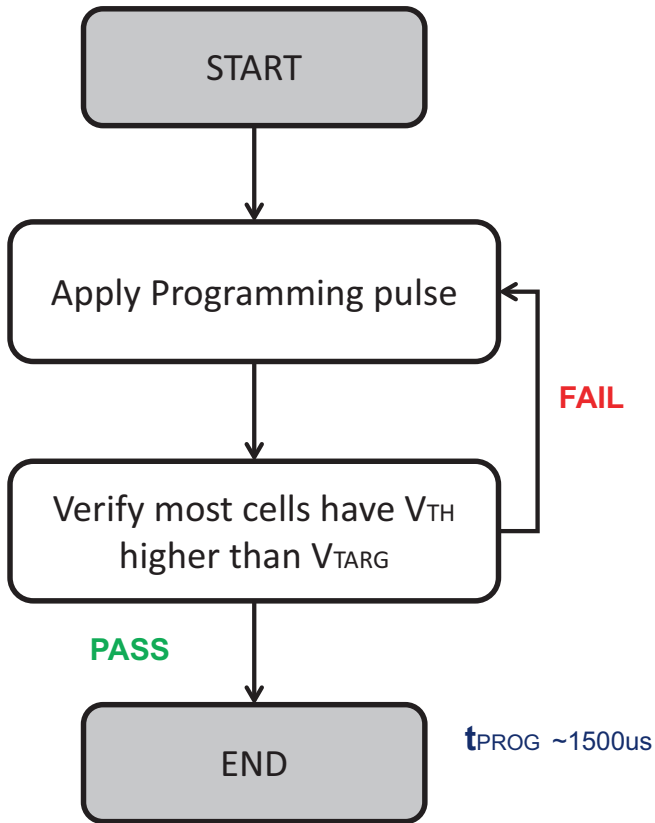 START
Apply Programming pulse
FAIL
Verify most cells have VTH
higher than VTARG
PASS
tPROG ~1500us
END